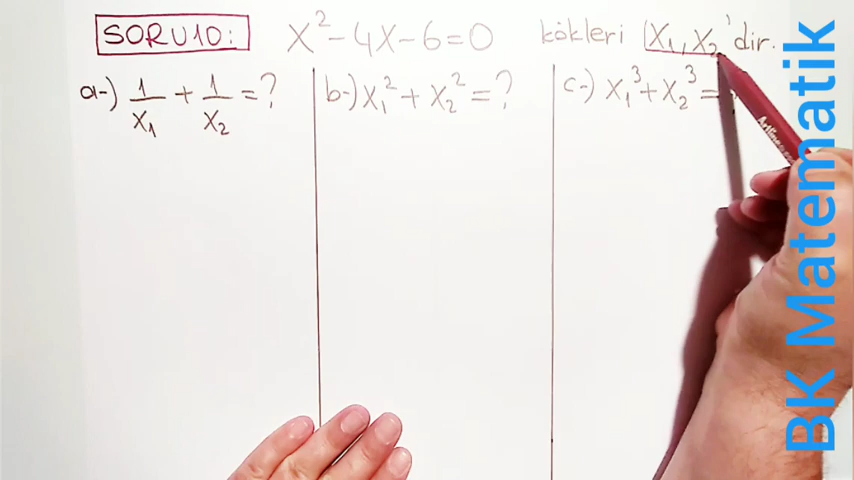 SORU10: x² - 4x - 6 = 0 kökleri x₁, x₂'dir.
a-) 1/x₁ + 1/x₂ = ?
b-) x₁² + x₂² = ?
c-) x₁³ + x₂³ =
BK Matematik